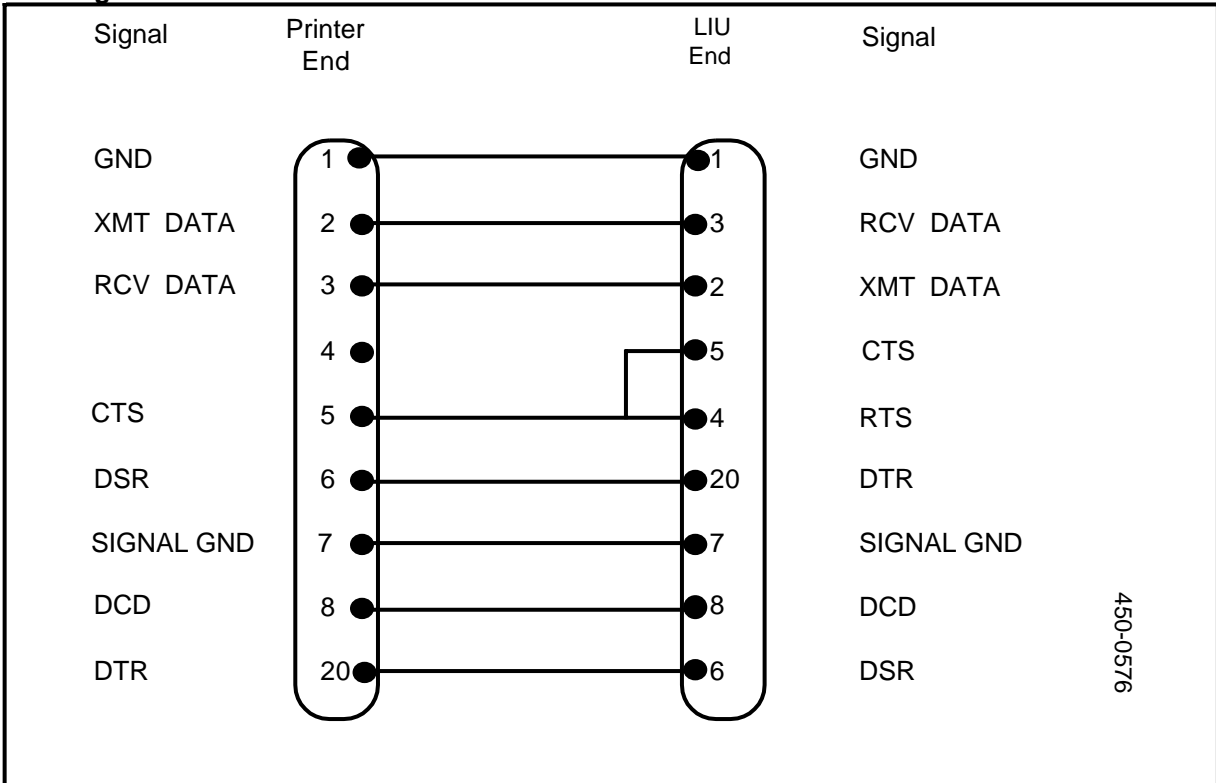 Signal Printer End LIU End Signal
GND 1 1 GND
XMT DATA 2 3 RCV DATA
RCV DATA 3 2 XMT DATA
4 5 CTS
CTS 5 4 RTS
DSR 6 20 DTR
SIGNAL GND 7 7 SIGNAL GND
DCD 8 8 DCD
DTR 20 6 DSR
450-0576